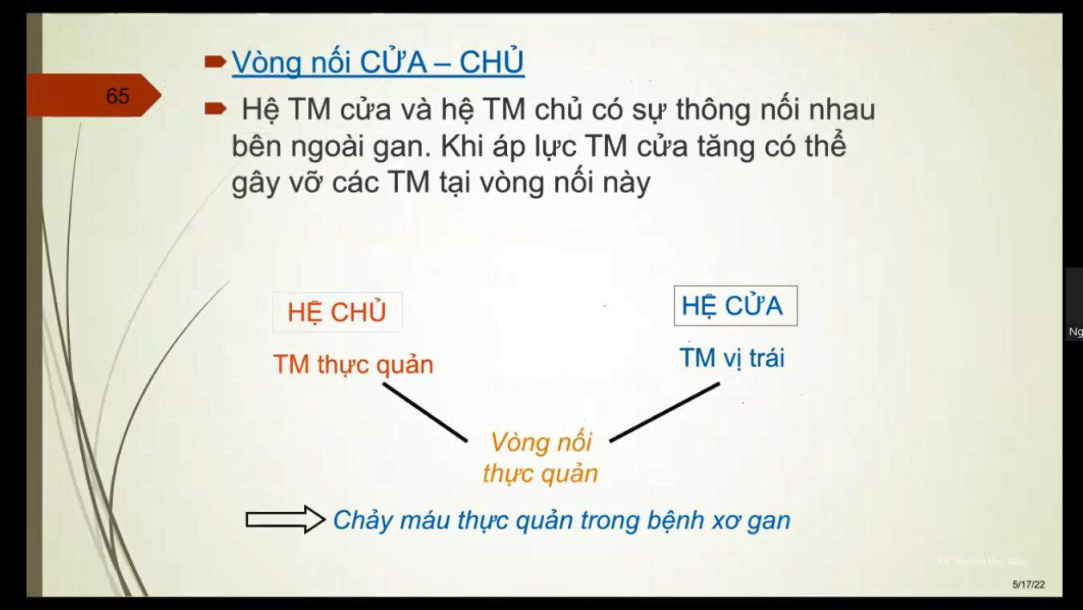 Vòng nối CỬA – CHỦ
65
Hệ TM cửa và hệ TM chủ có sự thông nối nhau
bên ngoài gan. Khi áp lực TM cửa tăng có thể
gây vỡ các TM tại vòng nối này
HỆ CHỦ
HỆ CỬA
TM thực quản
TM vị trái
Vòng nối
thực quản
Chảy máu thực quản trong bệnh xơ gan
5/17/22
Ng